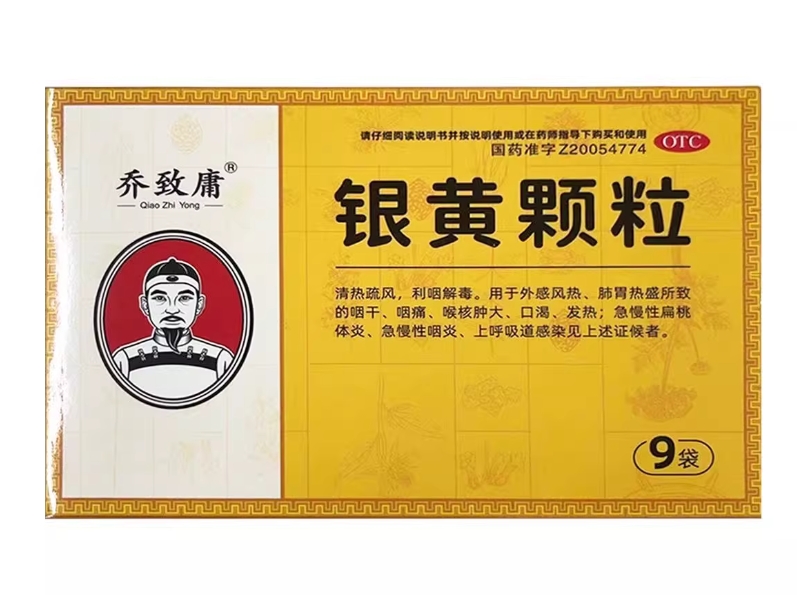 乔致庸®
Qiao Zhi Yong
请仔细阅读说明书并按说明使用或在药师指导下购买和使用
国药准字Z20054774
OTC
银黄颗粒
清热疏风，利咽解毒。用于外感风热、肺胃热盛所致
的咽干、咽痛、喉核肿大、口渴、发热；急慢性扁桃
体炎、急慢性咽炎、上呼吸道感染见上述证候者。
9袋